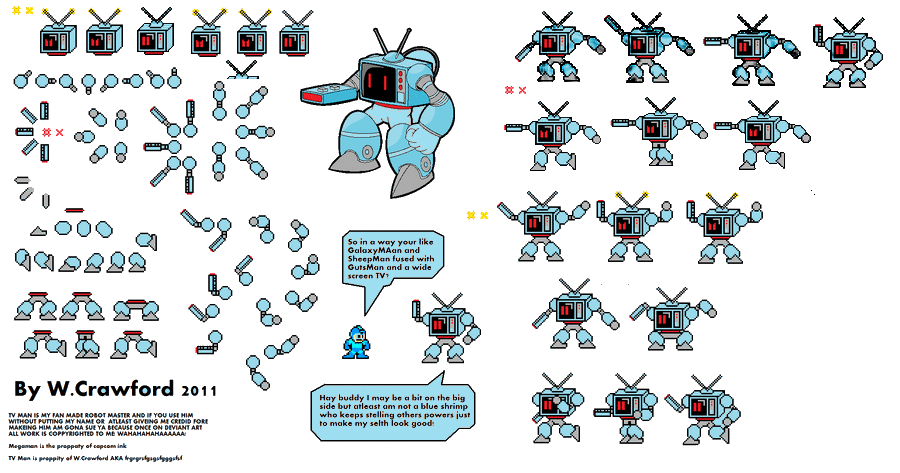 So in a way your like
GalaxyMAan and
SheepMan fused with
GutsMan and a wide
screen TV?
Hay buddy I may be a bit on the big
side but atleast am not a blue shrimp
who keeps stelling others powers just
to make my selth look good!
By W.Crawford 2011
TV MAN IS MY FAN MADE ROBOT MASTER AND IF YOU USE HIM
WITHOUT PUTTING MY NAME OR ATLEAST GIVEING ME CREDID FORE
MAKEING HIM AM GONA SUE YA BECAUSE ONCE ON DEVIANT ART
ALL WORK IS COPPYRIGHTED TO ME WAHAHAHAHAAAAAA:
Megaman is the proppaty of capcom ink
TV Man is proppity of W.Crawford AKA frgrgrsfgsgsfgggsfsf